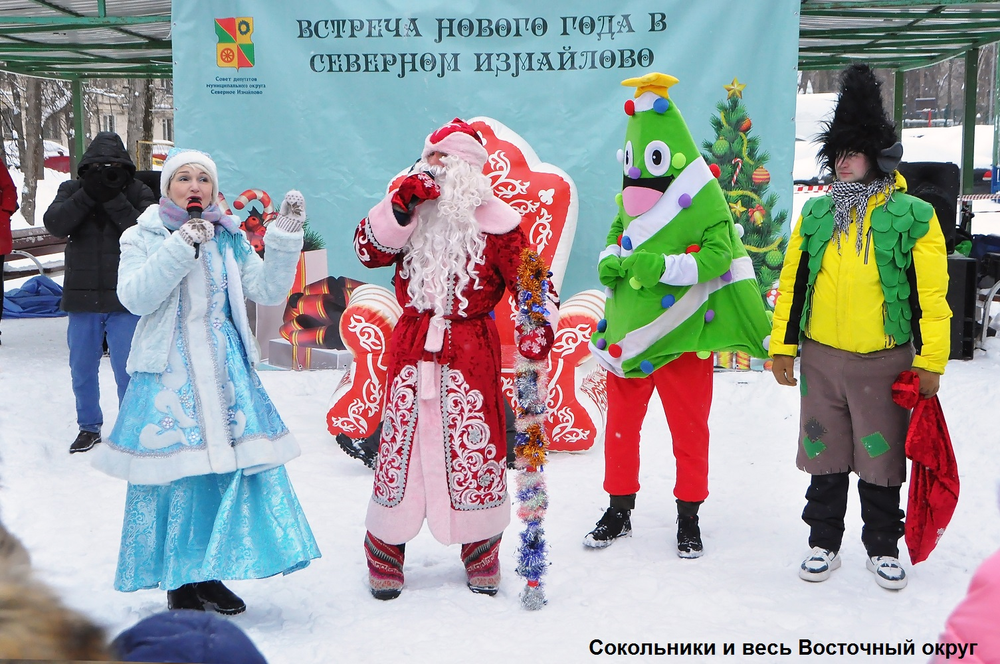 ВСТРЕЧА НОВОГО ГОДА В
СЕВЕРНОМ ИЗМАЙЛОВО
Совет депутатов
муниципального округа
Северное Измайлово
Сокольники и весь Восточный округ